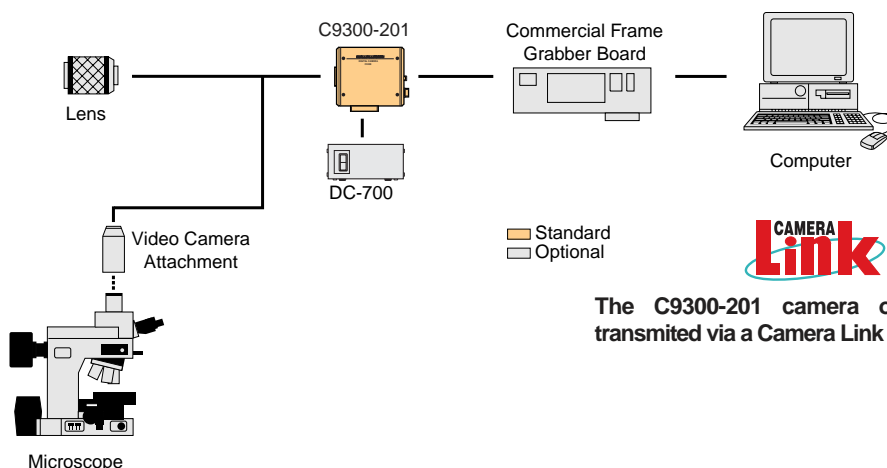 C9300-201
Commercial Frame
Grabber Board
Lens
DC-700
Computer
Video Camera
Attachment
Standard
Optional
CAMERA
Link
The C9300-201 camera
transmited via a Camera Link
Microscope